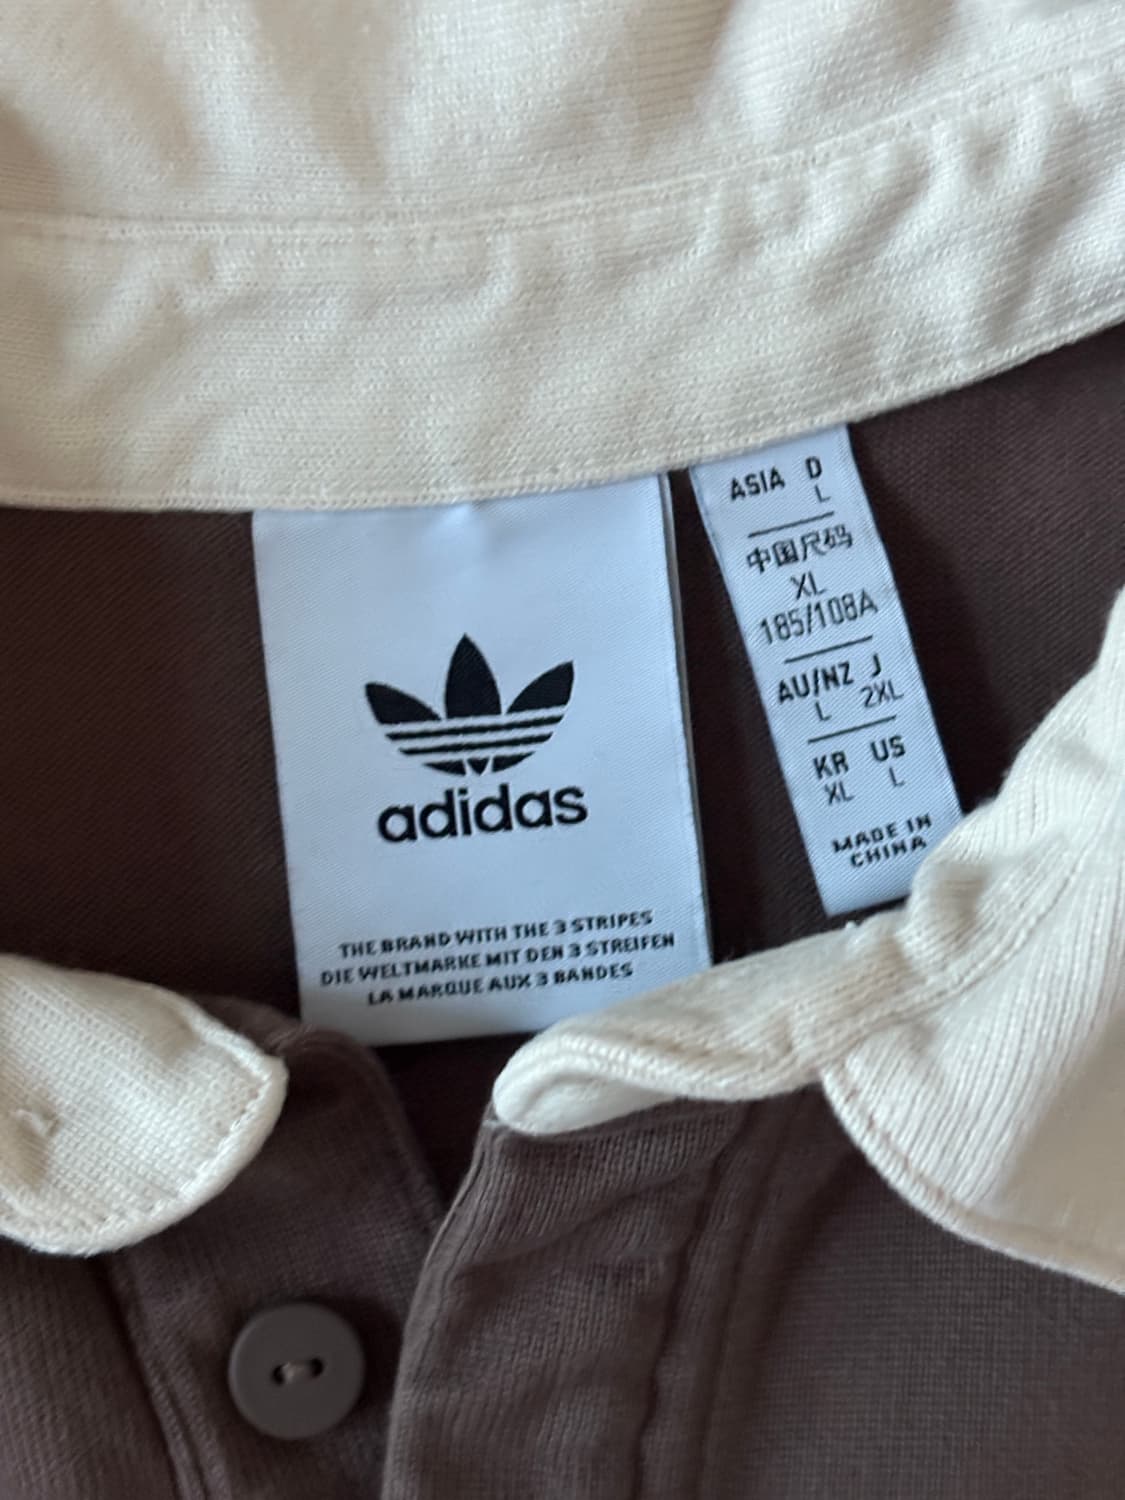 adidas
THE BRAND WITH THE 3 STRIPES
DIE WELTMARKE MIT DEN 3 STREIFEN
LA MARQUE AUX 3 BANDES
ASIA D
L
中国尺码
XL
185/108A
AU/NZ J
L 2XL
KR US
XL L
MADE IN
CHINA